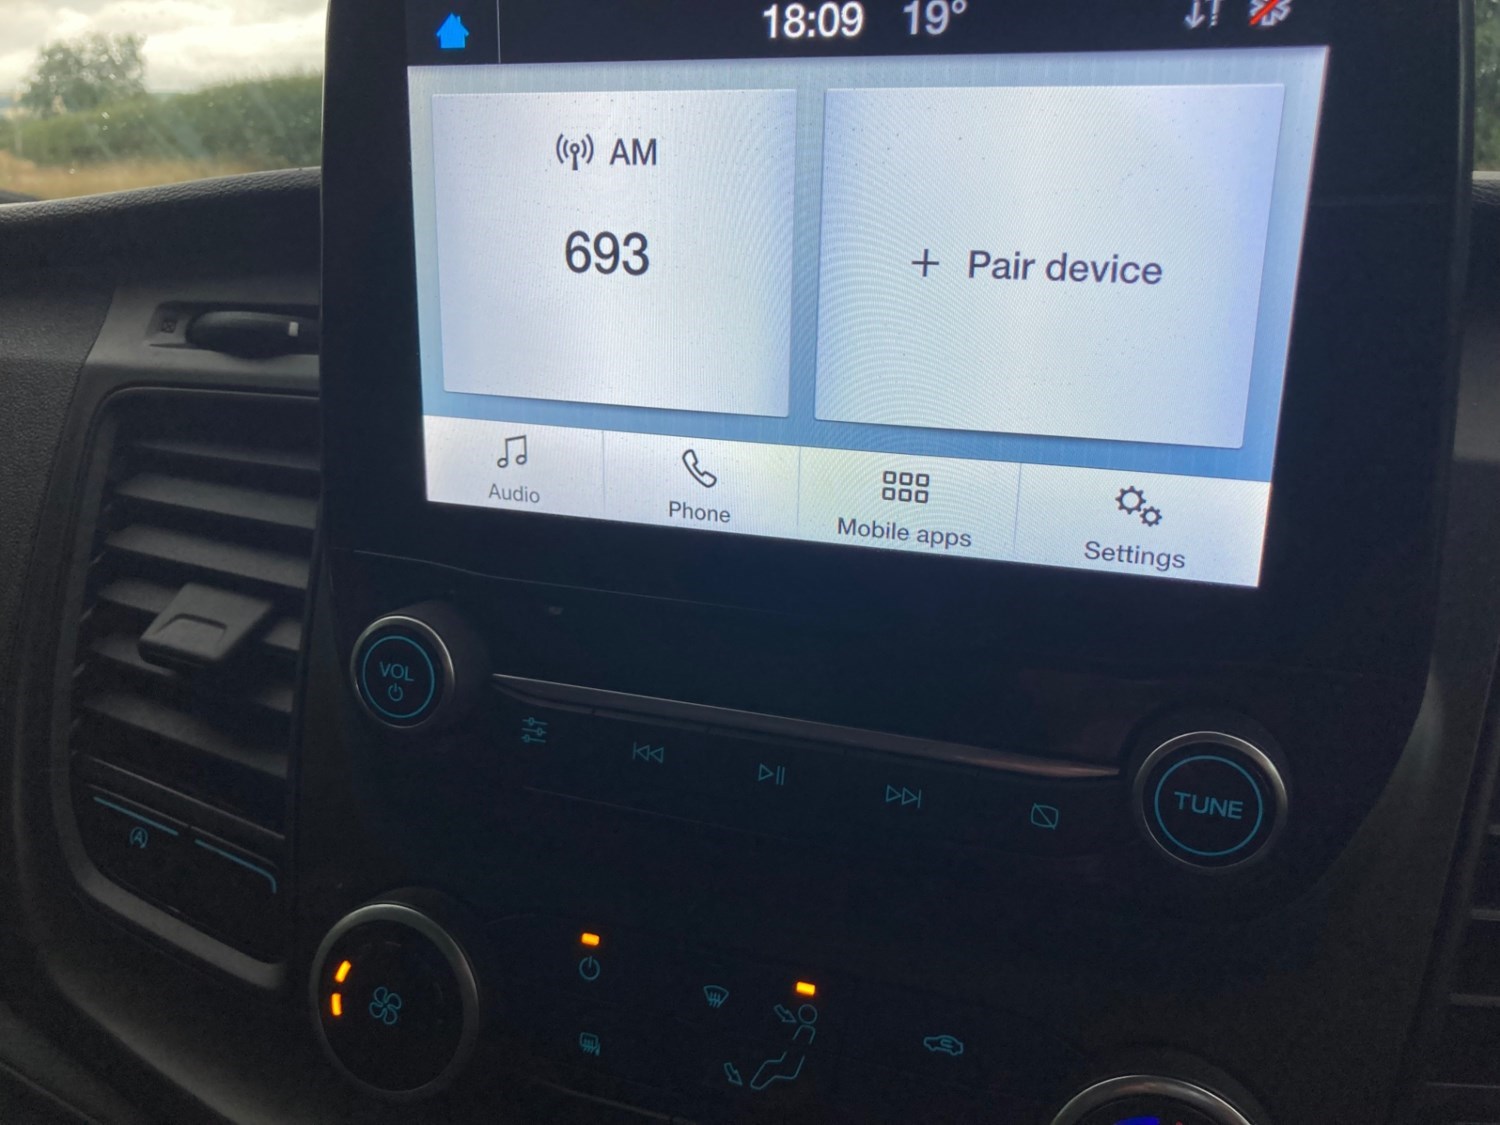 18:09 19°
AM
693
+ Pair device
Audio
Phone
Mobile apps
Settings
VOL
TUNE
A